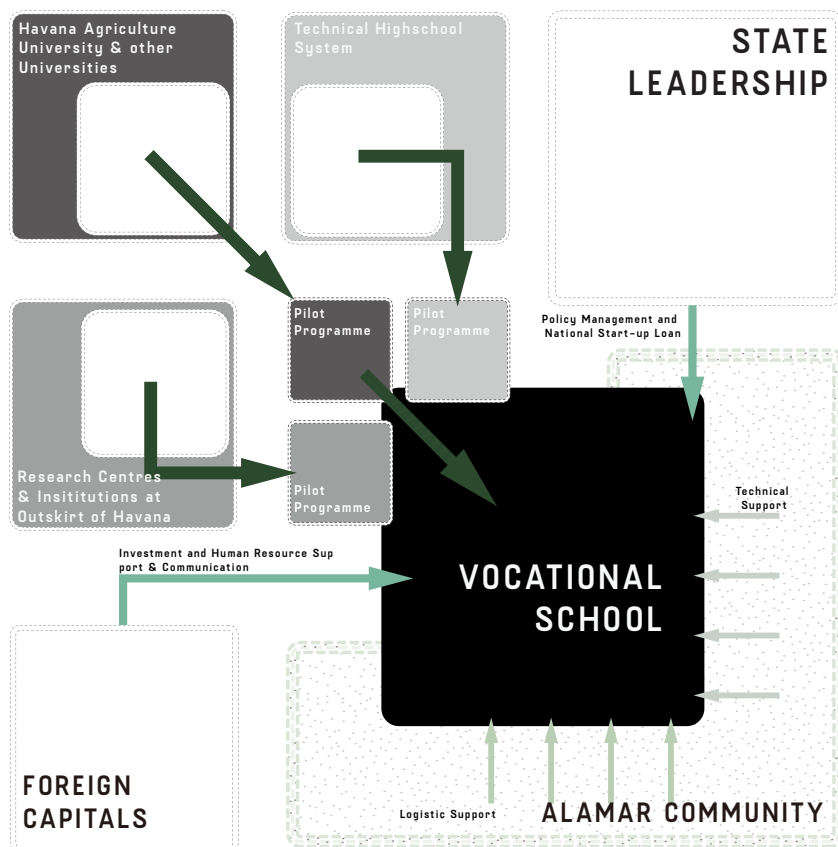 Havana Agriculture
University & other
Universities
Technical Highschool
System
STATE
LEADERSHIP
Pilot
Programme
Pilot
Programme
Policy Management and
National Start-up Loan
Research Centres
& Insititutions at
Outskirt of Havana
Pilot
Programme
Technical
Support
Investment and Human Resource Sup
port & Communication
VOCATIONAL
SCHOOL
FOREIGN
CAPITALS
Logistic Support
ALAMAR COMMUNITY